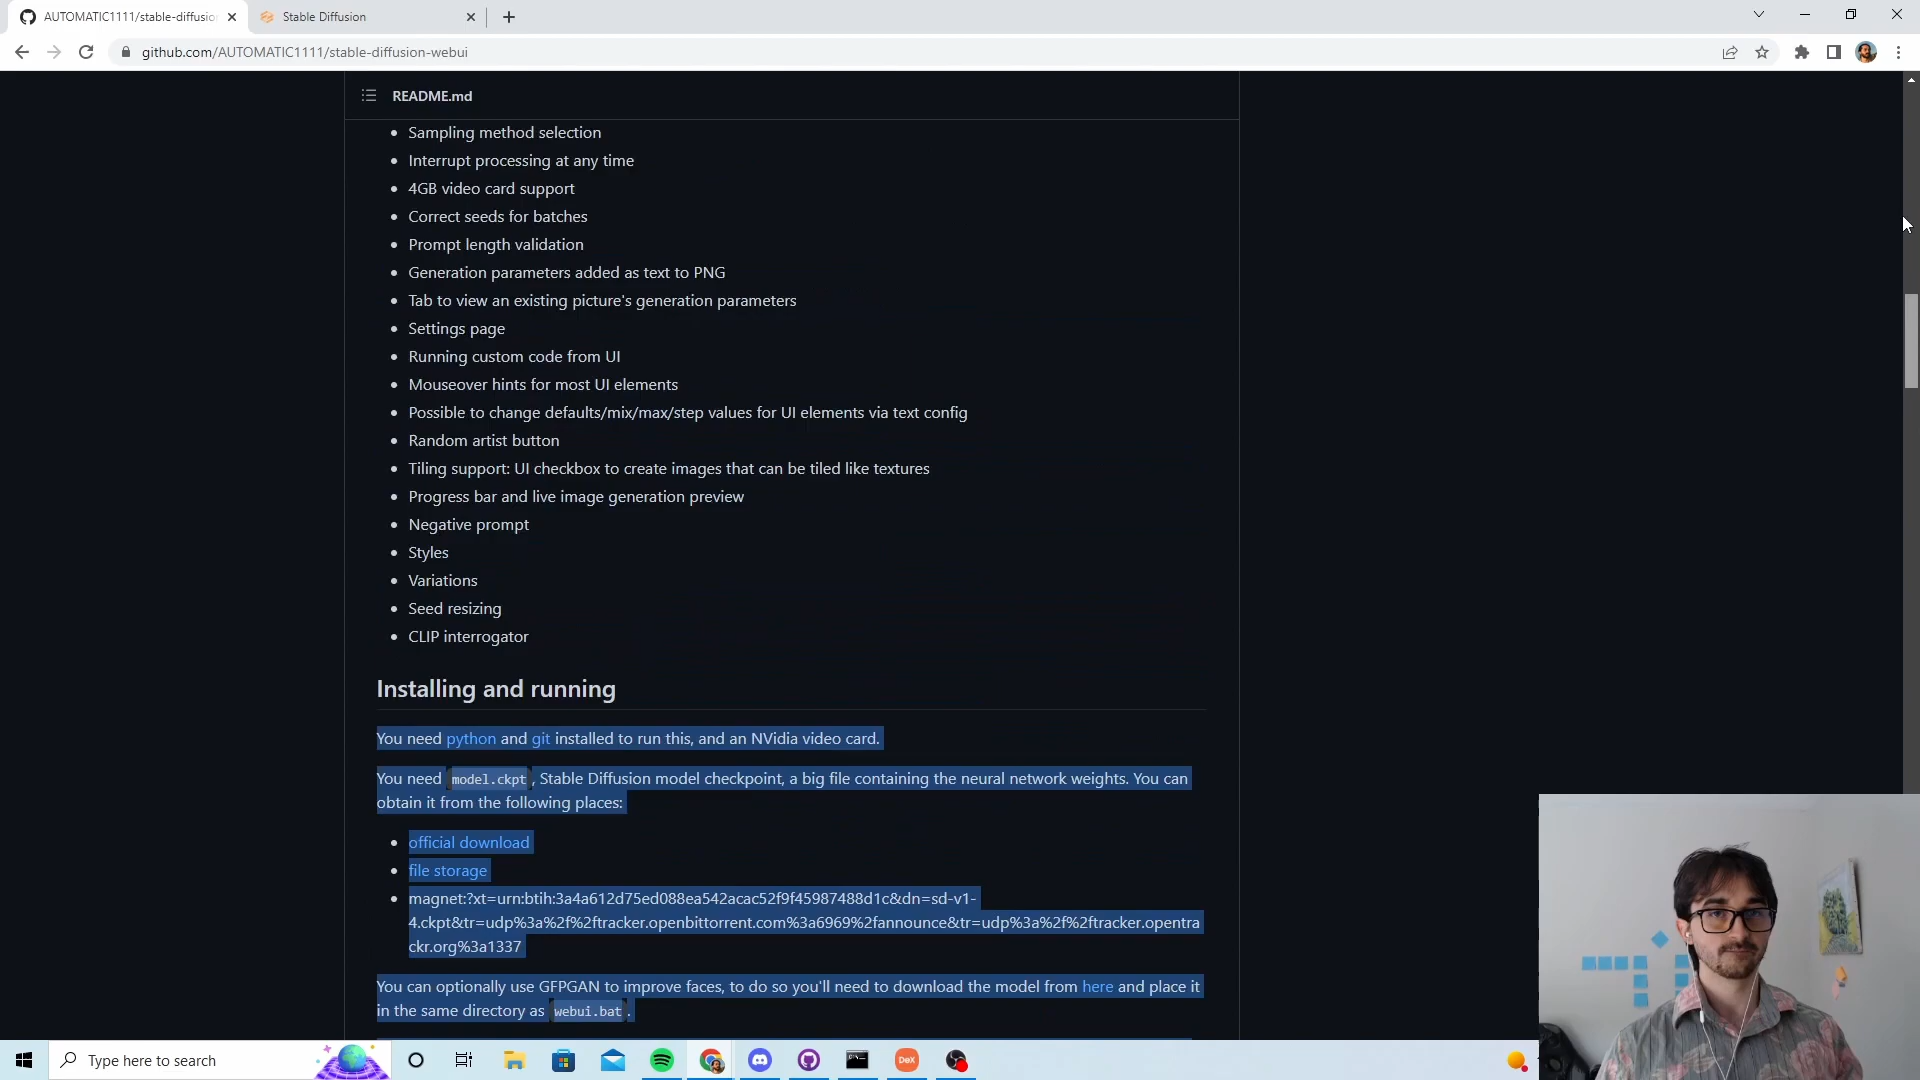 AUTOMATIC1111/stable-diffusion
Stable Diffusion
github.com/AUTOMATIC1111/stable-diffusion-webui
README.md
Sampling method selection
Interrupt processing at any time
4GB video card support
Correct seeds for batches
Prompt length validation
Generation parameters added as text to PNG
Tab to view an existing picture's generation parameters
Settings page
Running custom code from UI
Mouseover hints for most UI elements
Possible to change defaults/mix/max/step values for UI elements via text config
Random artist button
Tiling support: UI checkbox to create images that can be tiled like textures
Progress bar and live image generation preview
Negative prompt
Styles
Variations
Seed resizing
CLIP interrogator
Installing and running
You need python and git installed to run this, and an NVidia video card.
You need model.ckpt, Stable Diffusion model checkpoint, a big file containing the neural network weights. You can
obtain it from the following places:
official download
file storage
magnet:?xt=urn:btih:3a4a612d75ed088ea542acac52f9f45987488d1c&dn=sd-v1-
4.ckpt&tr=udp%3a%2f%2ftracker.openbittorrent.com%3a6969%2fannounce&tr=udp%3a%2f%2ftracker.opentra
ckr.org%3a1337
You can optionally use GFPGAN to improve faces, to do so you'll need to download the model from here and place it
in the same directory as webui.bat.
Type here to search
DeX